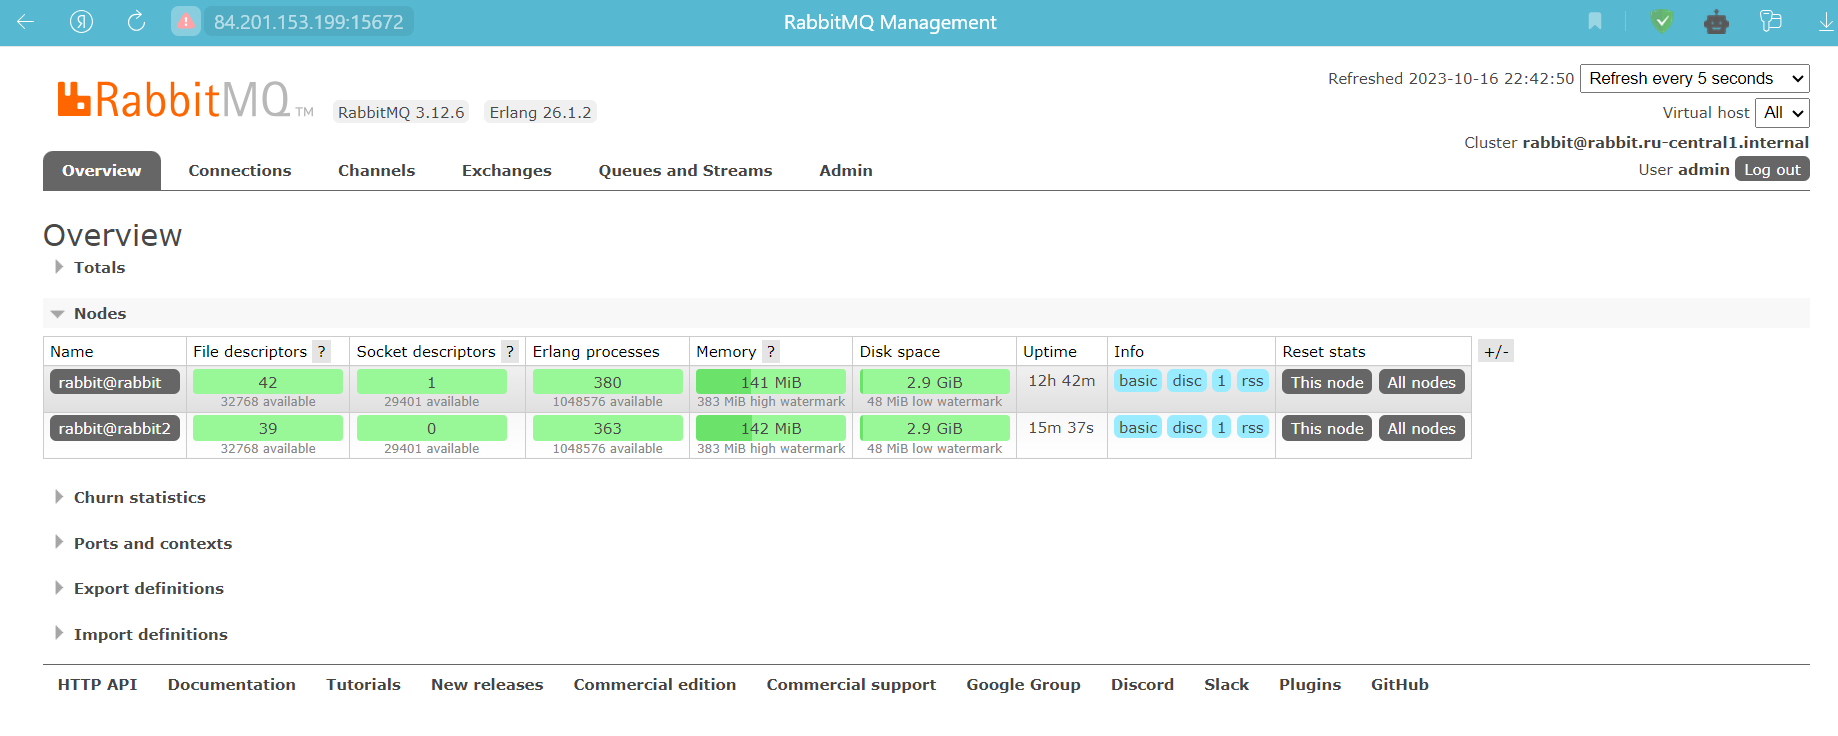 84.201.153.199:15672 RabbitMQ Management
Refreshed 2023-10-16 22:42:50 Refresh every 5 seconds
RabbitMQ TM RabbitMQ 3.12.6 Erlang 26.1.2
Virtual host All
Cluster rabbit@rabbit.ru-central1.internal
User admin Log out
Overview Connections Channels Exchanges Queues and Streams Admin
Overview
Totals
Nodes
Name File descriptors ? Socket descriptors ? Erlang processes Memory ? Disk space Uptime Info Reset stats +/-
rabbit@rabbit 42 1 380 141 MiB 2.9 GiB 12h 42m basic disc 1 rss This node All nodes
32768 available 29401 available 1048576 available 383 MiB high watermark 48 MiB low watermark
rabbit@rabbit2 39 0 363 142 MiB 2.9 GiB 15m 37s basic disc 1 rss This node All nodes
32768 available 29401 available 1048576 available 383 MiB high watermark 48 MiB low watermark
Churn statistics
Ports and contexts
Export definitions
Import definitions
HTTP API Documentation Tutorials New releases Commercial edition Commercial support Google Group Discord Slack Plugins GitHub